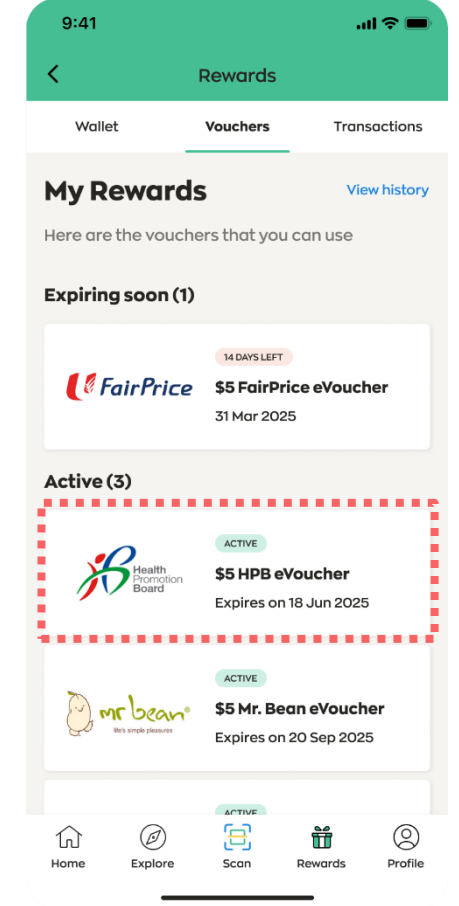 9:41
Rewards
Wallet
Vouchers
Transactions
My Rewards
View history
Here are the vouchers that you can use
Expiring soon (1)
14 DAYS LEFT
FairPrice
$5 FairPrice eVoucher
31 Mar 2025
Active (3)
ACTIVE
Health
Promotion
Board
$5 HPB eVoucher
Expires on 18 Jun 2025
ACTIVE
mr bean®
life's simple pleasures
$5 Mr. Bean eVoucher
Expires on 20 Sep 2025
ACTIVE
Home
Explore
Scan
Rewards
Profile